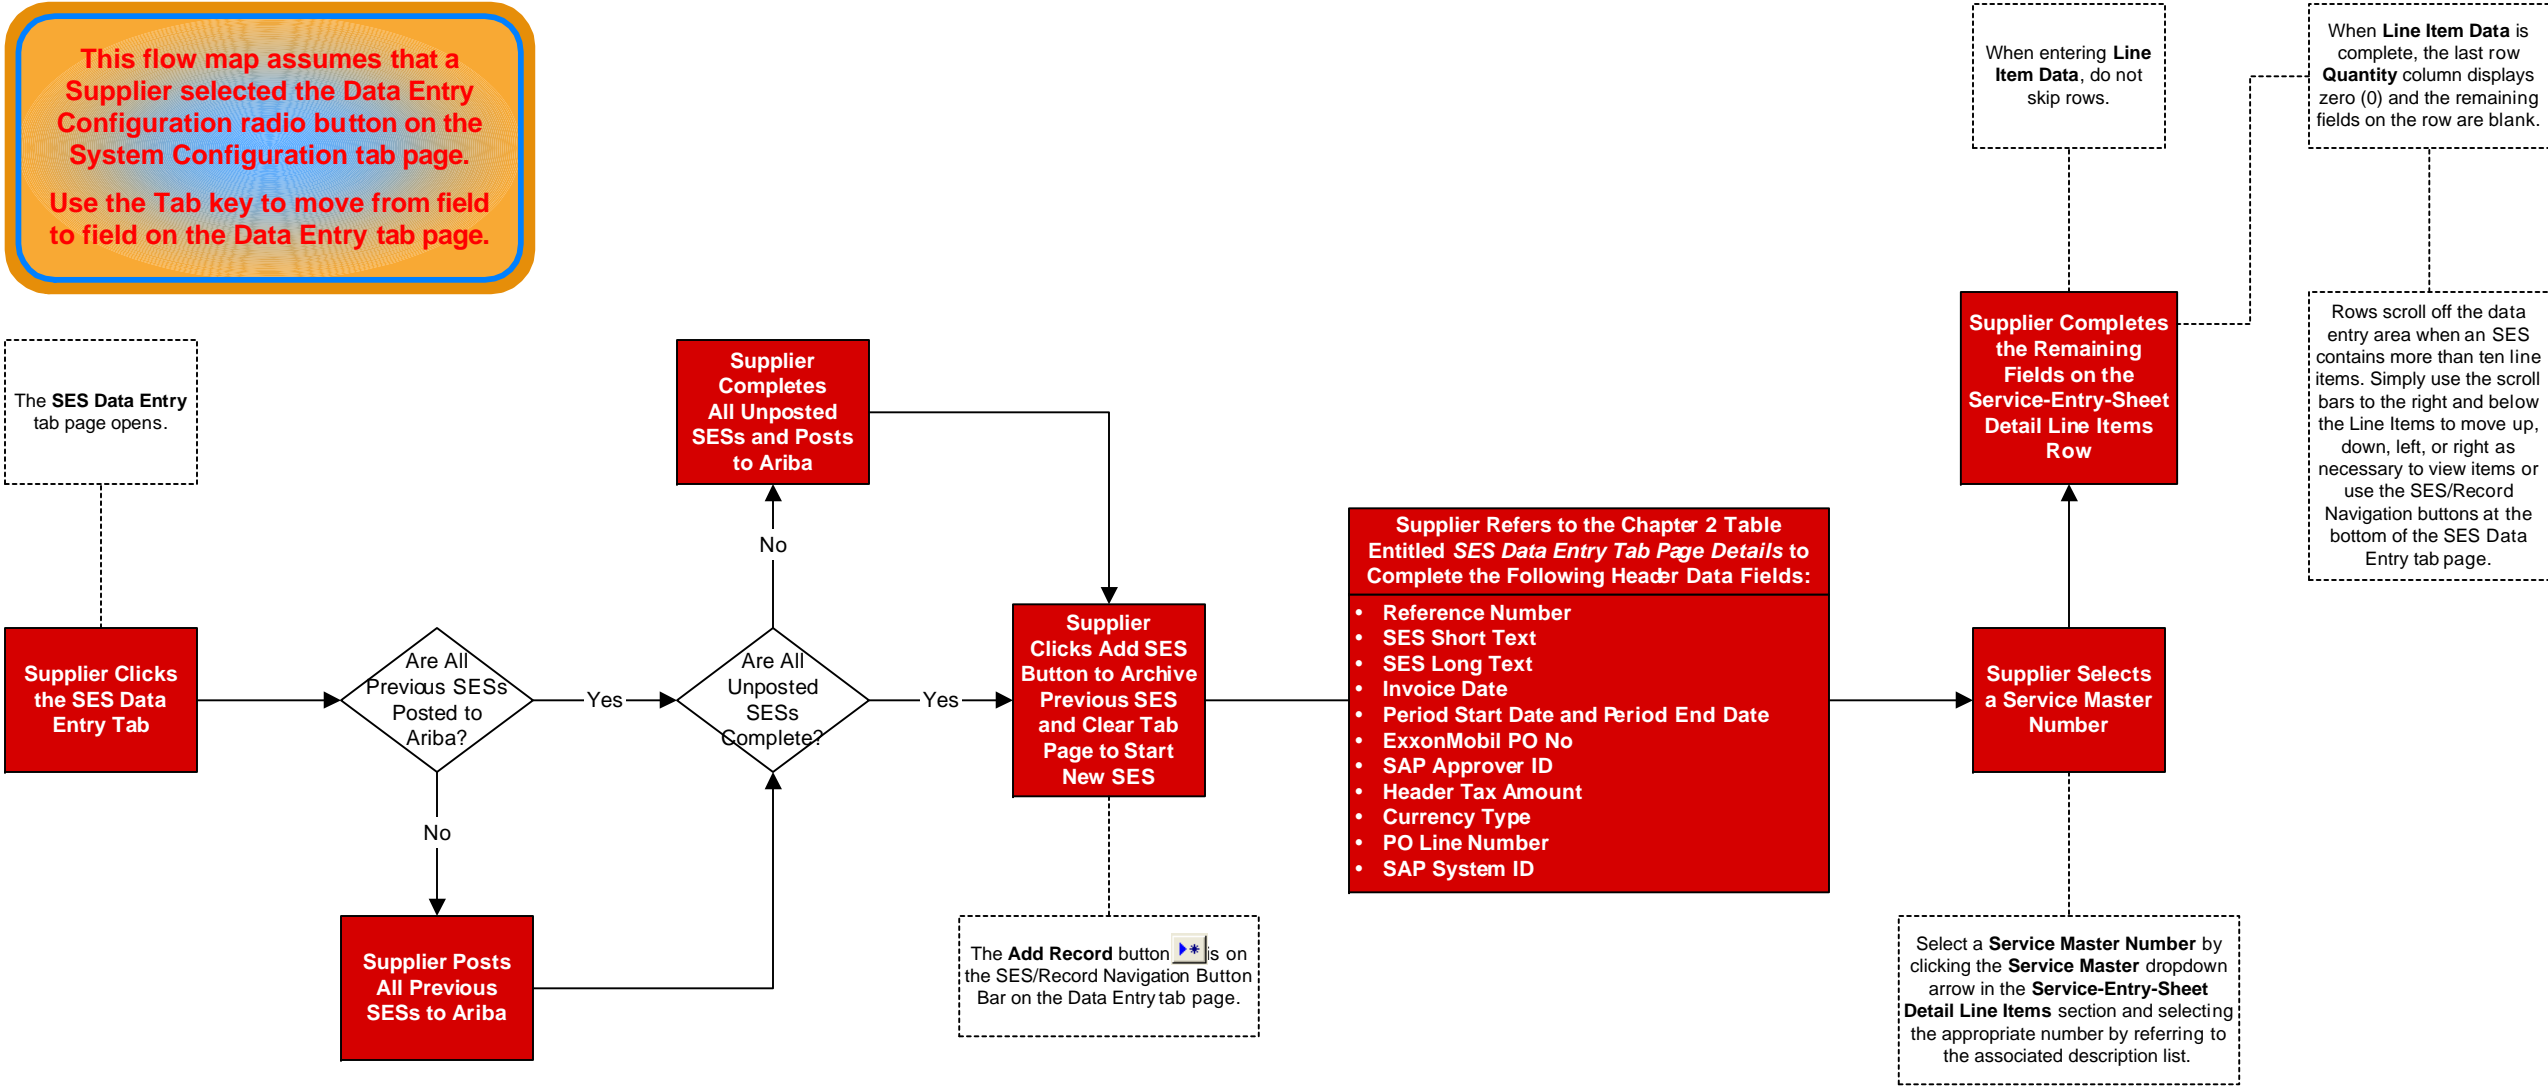 This flow map assumes that a
Supplier selected the Data Entry
Configuration radio button on the
System Configuration tab page.
Use the Tab key to move from field
to field on the Data Entry tab page.
The SES Data Entry
tab page opens.
Supplier Clicks
the SES Data
Entry Tab
Are All
Previous SESs
Posted to
Ariba?
Yes
No
Supplier Posts
All Previous
SESs to Ariba
Are All
Unposted
SESs
Complete?
No
Yes
Supplier
Completes
All Unposted
SESs and Posts
to Ariba
Supplier
Clicks Add SES
Button to Archive
Previous SES
and Clear Tab
Page to Start
New SES
The Add Record button is on
the SES/Record Navigation Button
Bar on the Data Entry tab page.
Supplier Refers to the Chapter 2 Table
Entitled SES Data Entry Tab Page Details to
Complete the Following Header Data Fields:
• Reference Number
• SES Short Text
• SES Long Text
• Invoice Date
• Period Start Date and Period End Date
• ExxonMobil PO No
• SAP Approver ID
• Header Tax Amount
• Currency Type
• PO Line Number
• SAP System ID
Supplier Selects
a Service Master
Number
Select a Service Master Number by
clicking the Service Master dropdown
arrow in the Service-Entry-Sheet
Detail Line Items section and selecting
the appropriate number by referring to
the associated description list.
Supplier Completes
the Remaining
Fields on the
Service-Entry-Sheet
Detail Line Items
Row
When entering Line
Item Data, do not
skip rows.
When Line Item Data is
complete, the last row
Quantity column displays
zero (0) and the remaining
fields on the row are blank.
Rows scroll off the data
entry area when an SES
contains more than ten line
items. Simply use the scroll
bars to the right and below
the Line Items to move up,
down, left, or right as
necessary to view items or
use the SES/Record
Navigation buttons at the
bottom of the SES Data
Entry tab page.